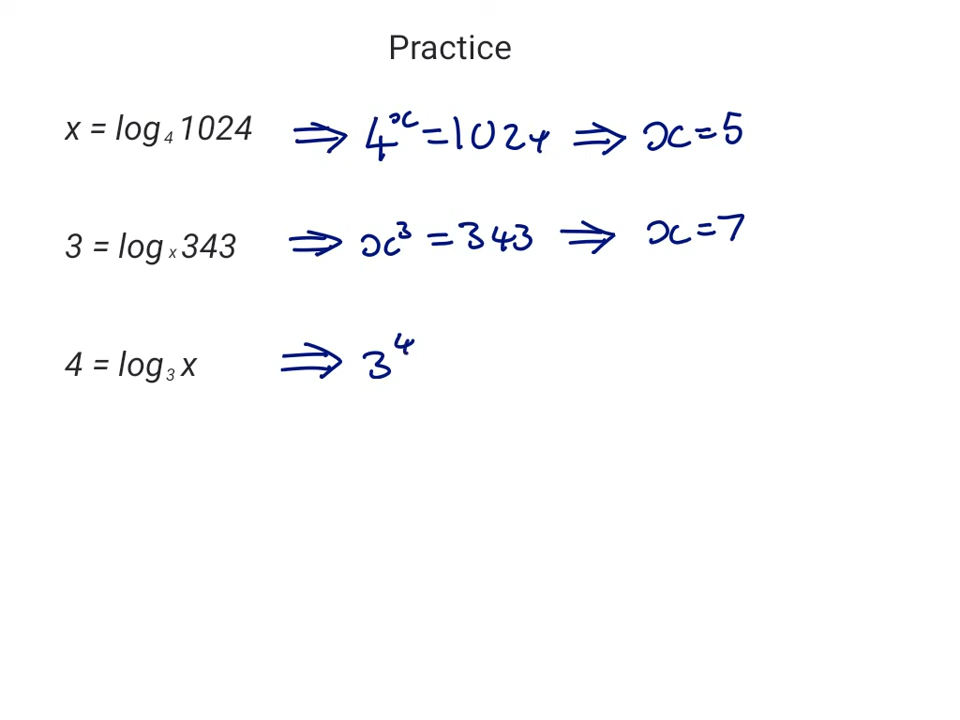 Practice
x = log₄ 1024 ⟹ 4ˣ = 1024 ⟹ x = 5
3 = logₓ 343 ⟹ x³ = 343 ⟹ x = 7
4 = log₃ x ⟹ 3⁴